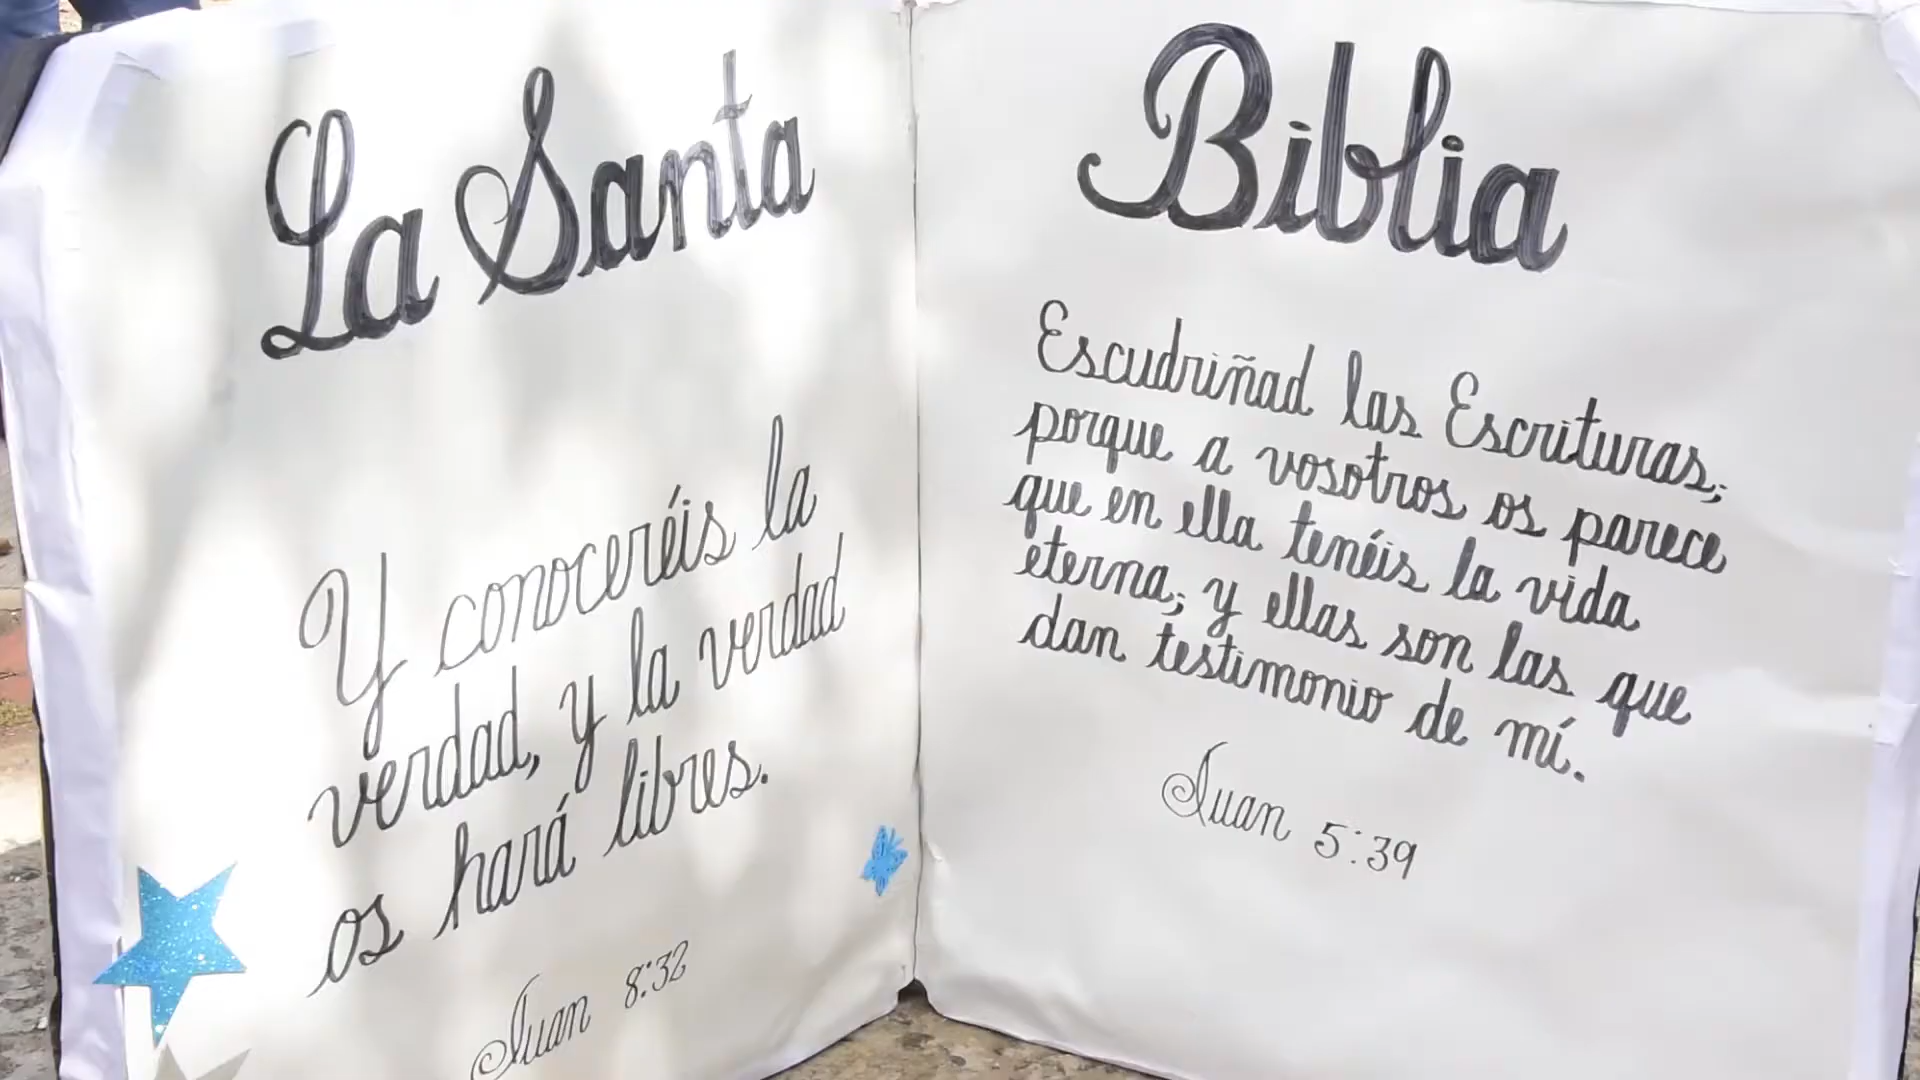 La Santa
Y conoceréis la
verdad, y la verdad
os hará libres.
Juan 8:32
Biblia
Escudriñad las Escrituras;
porque a vosotros os parece
que en ella tenéis la vida
eterna; y ellas son las que
dan testimonio de mí.
Juan 5:39